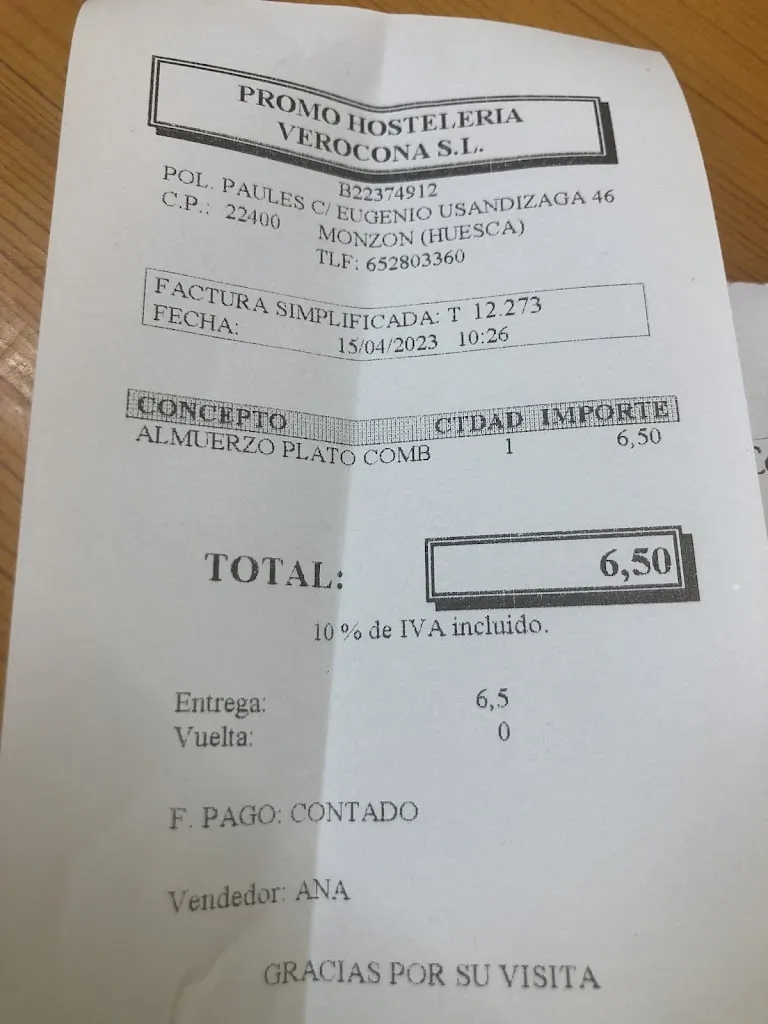 PROMO HOSTELERIA
VEROCONA S.L.
B22374912
POL. PAULES C/ EUGENIO USANDIZAGA 46
C.P.: 22400 MONZON (HUESCA)
TLF: 652803360
FACTURA SIMPLIFICADA: T 12.273
FECHA: 15/04/2023 10:26
CONCEPTO CTDAD IMPORTE
ALMUERZO PLATO COMB 1 6,50
TOTAL: 6,50
10 % de IVA incluido.
Entrega: 6,5
Vuelta: 0
F. PAGO: CONTADO
Vendedor: ANA
GRACIAS POR SU VISITA